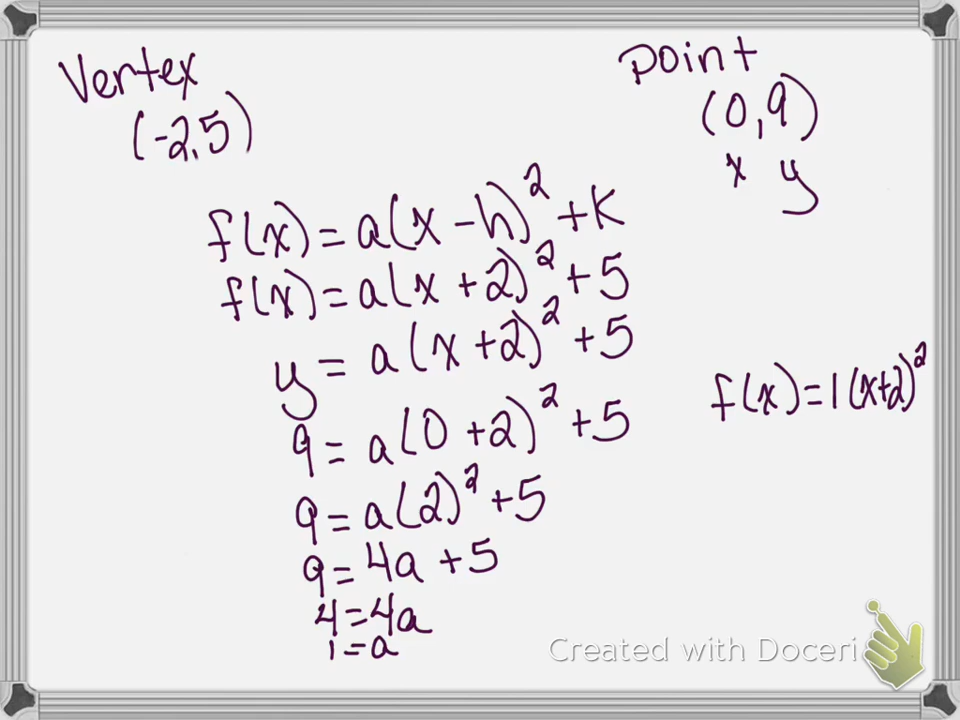 Vertex
(-2,5)
Point
(0,9)
x y
f(x)=a(x-h)²+k
f(x)=a(x+2)²+5
y=a(x+2)²+5
9=a(0+2)²+5
9=a(2)²+5
9=4a+5
4=4a
1=a
f(x)=1(x+2)²
Created with Doceri